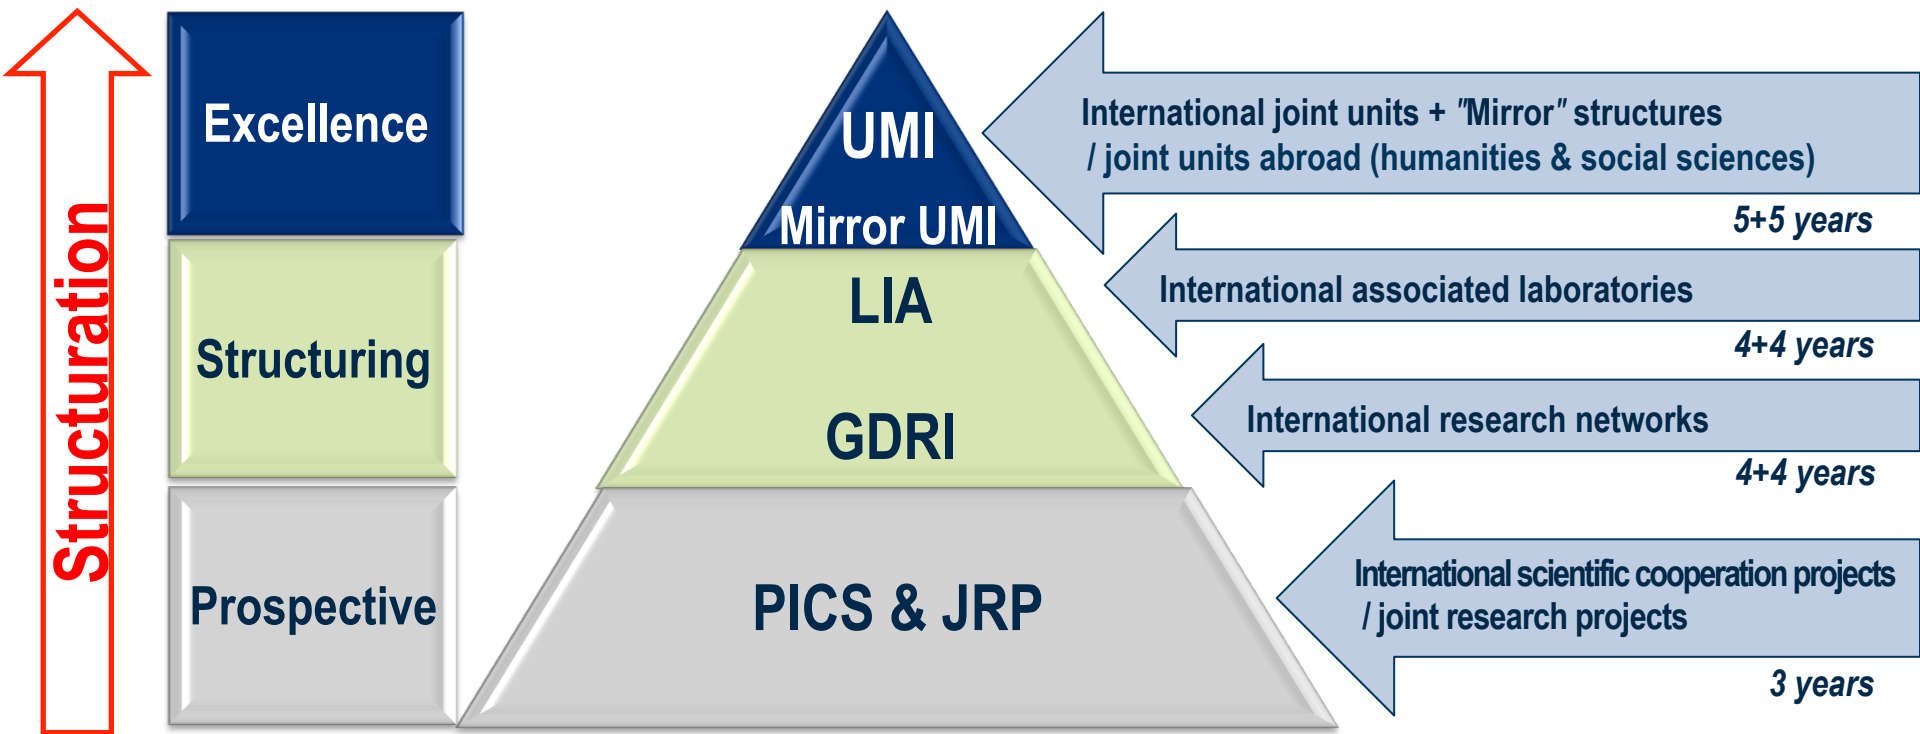 Structuration
Excellence
Structuring
Prospective
UMI
Mirror UMI
LIA
GDRI
PICS & JRP
International joint units + "Mirror" structures
/ joint units abroad (humanities & social sciences)
5+5 years
International associated laboratories
4+4 years
International research networks
4+4 years
International scientific cooperation projects
/ joint research projects
3 years